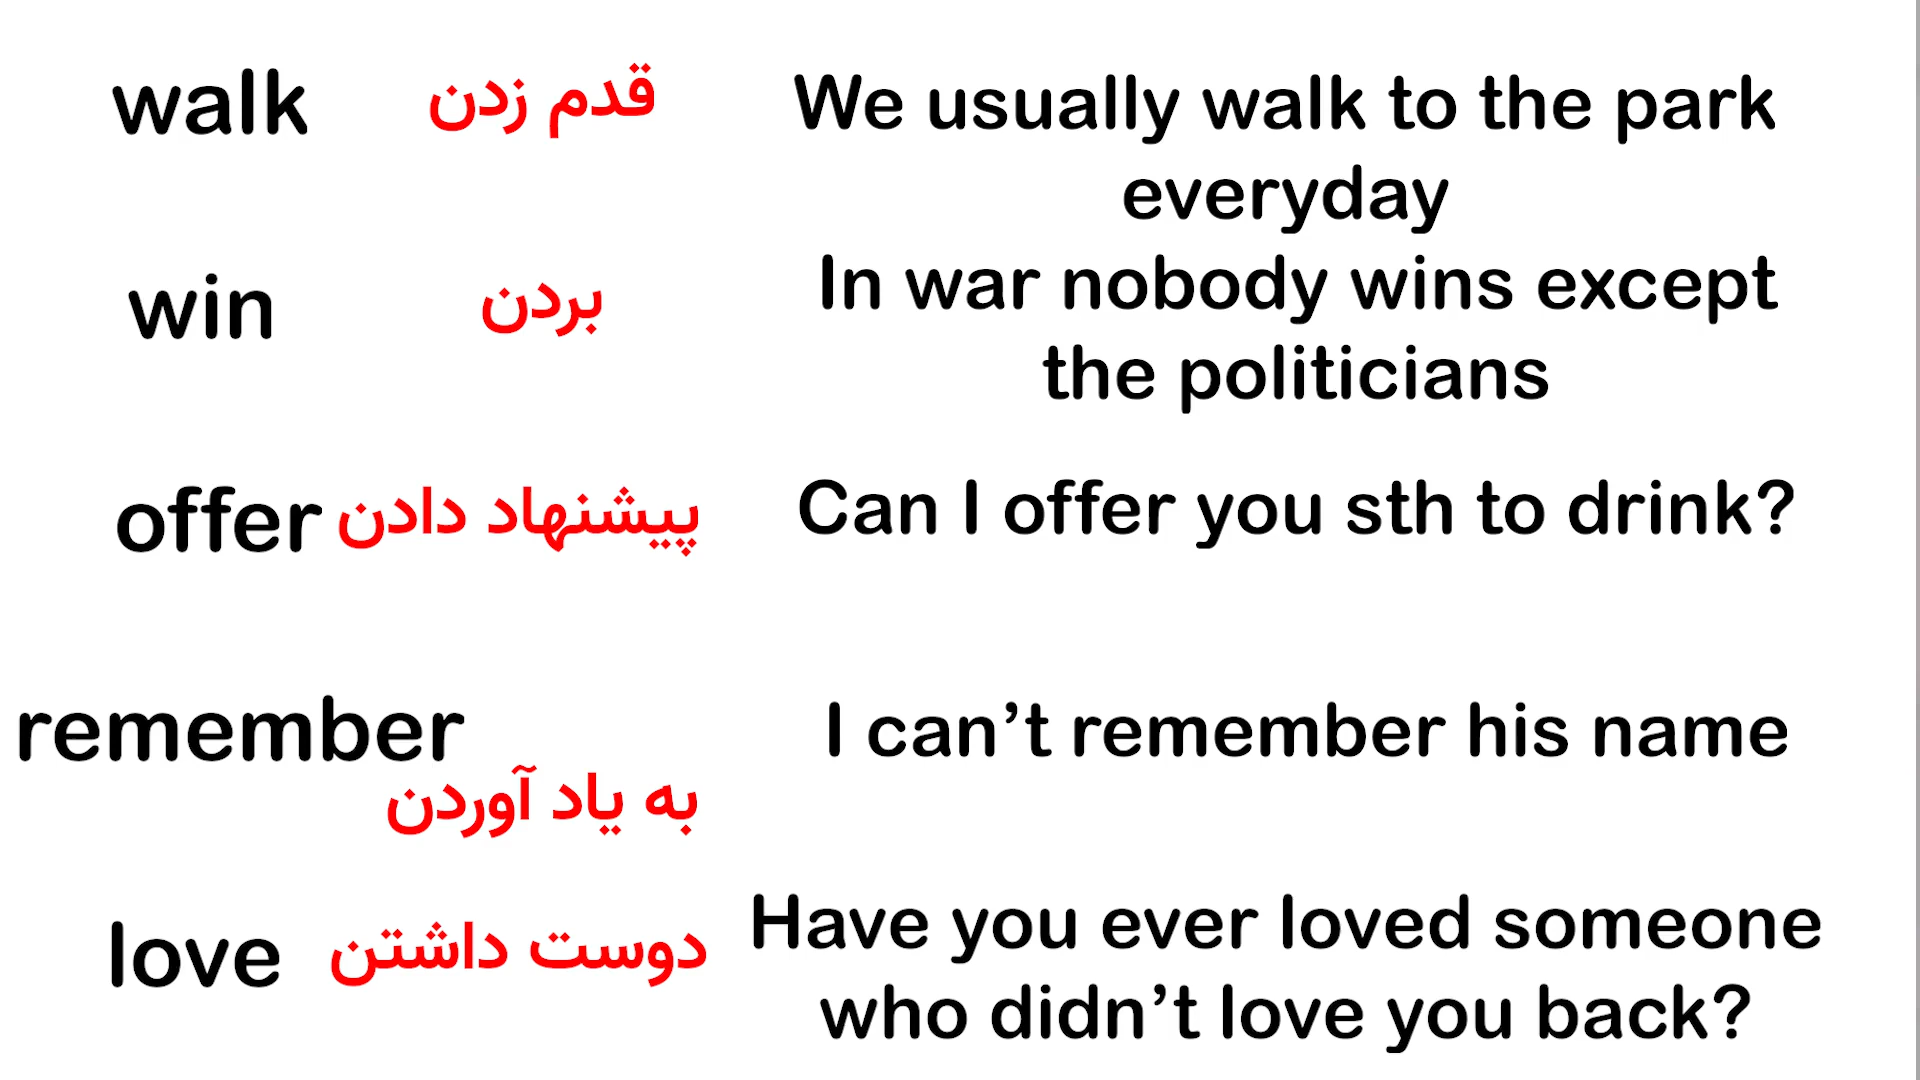 walk قدم زدن We usually walk to the park
everyday
win بردن In war nobody wins except
the politicians
offer پیشنهاد دادن Can I offer you sth to drink?
remember I can’t remember his name
به یاد آوردن
love دوست داشتن Have you ever loved someone
who didn’t love you back?